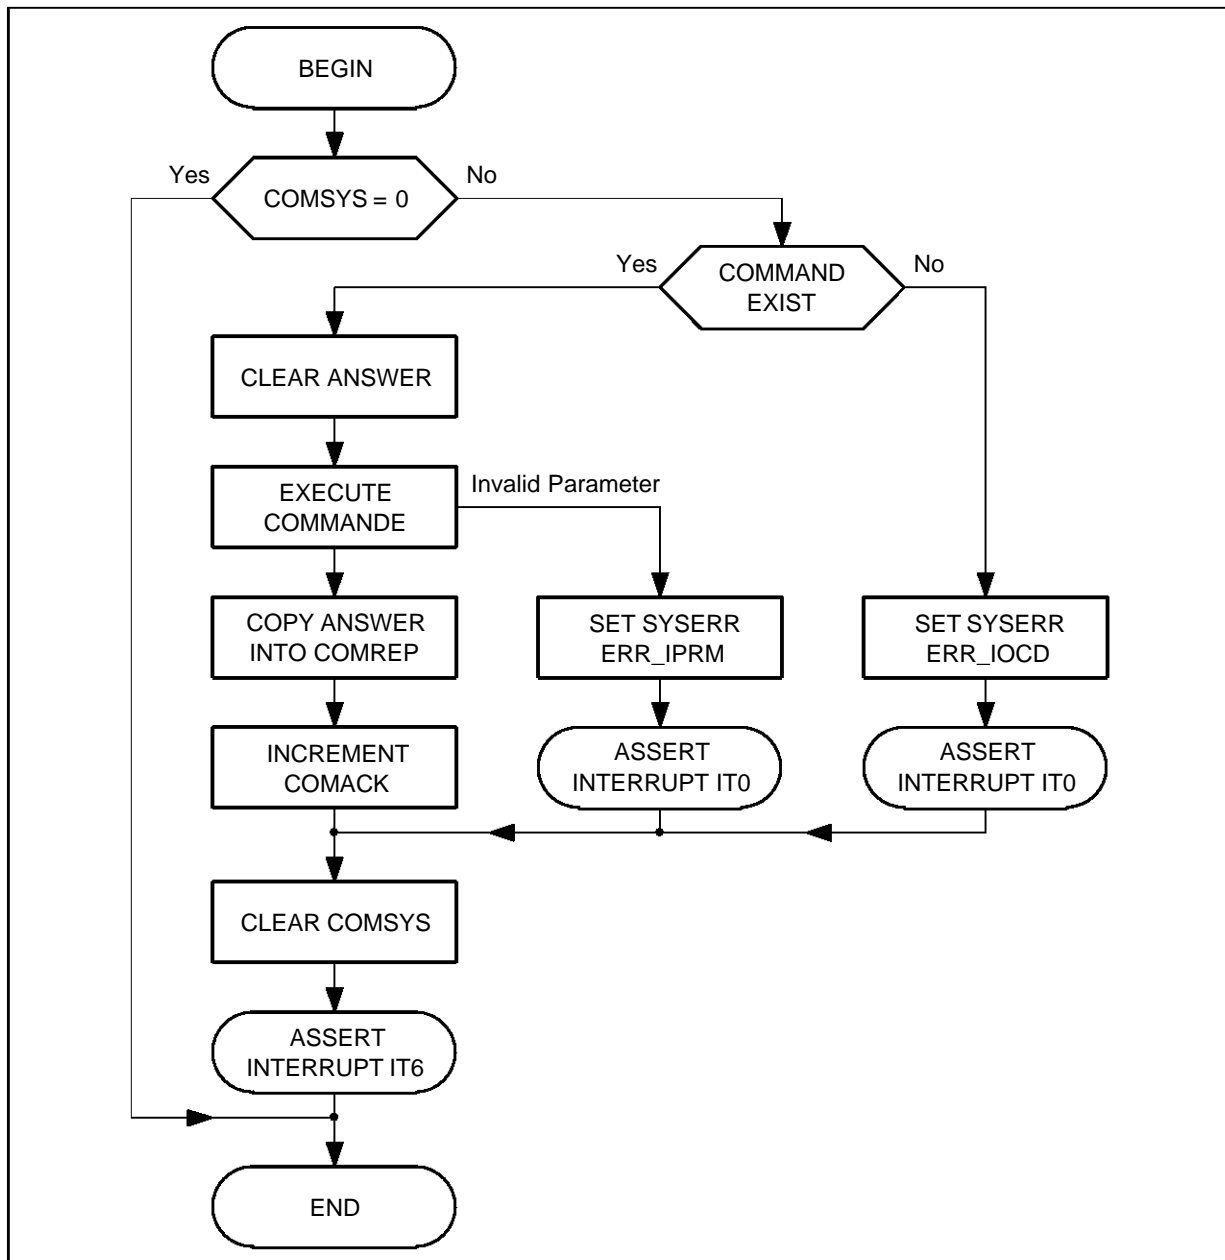 BEGIN
Yes
COMSYS = 0
No
Yes
COMMAND
EXIST
No
CLEAR ANSWER
EXECUTE
COMMANDE
Invalid Parameter
COPY ANSWER
INTO COMREP
SET SYSERR
ERR_IPRM
SET SYSERR
ERR_IOCD
INCREMENT
COMACK
ASSERT
INTERRUPT IT0
ASSERT
INTERRUPT IT0
CLEAR COMSYS
ASSERT
INTERRUPT IT6
END